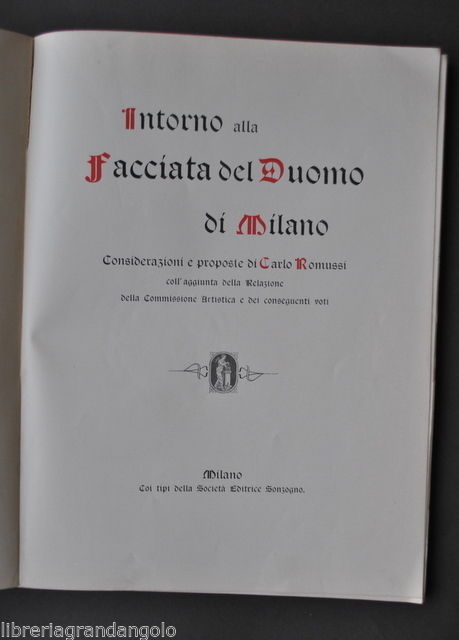 Intorno alla
Facciata del Duomo
di Milano
Considerazioni e proposte di Carlo Romussi
coll'aggiunta della Relazione
della Commissione Artistica e dei conseguenti voti
Milano
Coi tipi della Società Editrice Sonzogno.
libreriagrandangolo